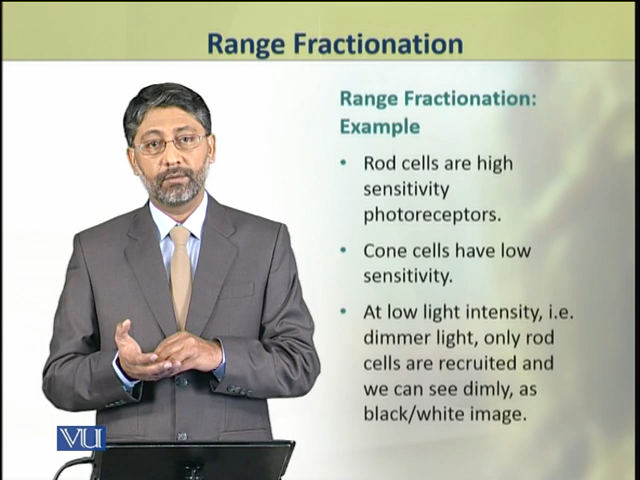 Range Fractionation
Range Fractionation:
Example
• Rod cells are high
sensitivity
photoreceptors.
• Cone cells have low
sensitivity.
• At low light intensity, i.e.
dimmer light, only rod
cells are recruited and
we can see dimly, as
black/white image.
VU